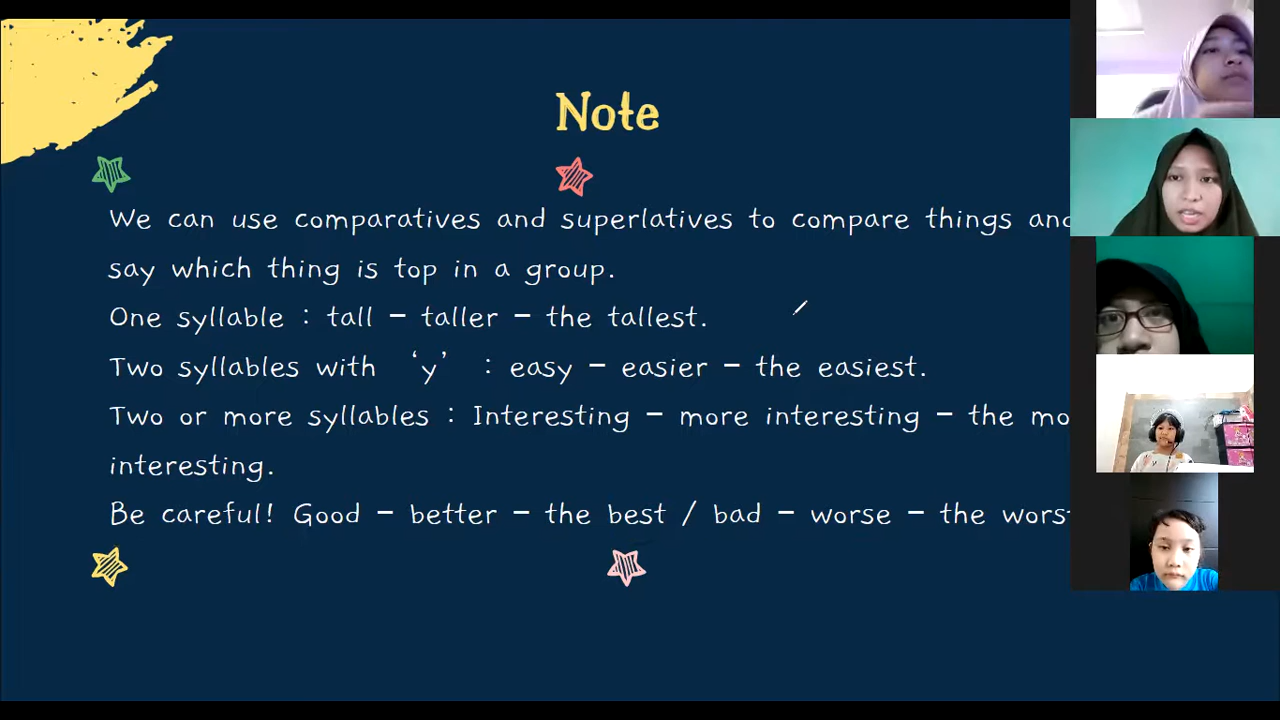 Note
We can use comparatives and superlatives to compare things and
say which thing is top in a group.
One syllable : tall – taller – the tallest.
Two syllables with 'y' : easy – easier – the easiest.
Two or more syllables : Interesting – more interesting – the mo
interesting.
Be careful! Good – better – the best / bad – worse – the worst